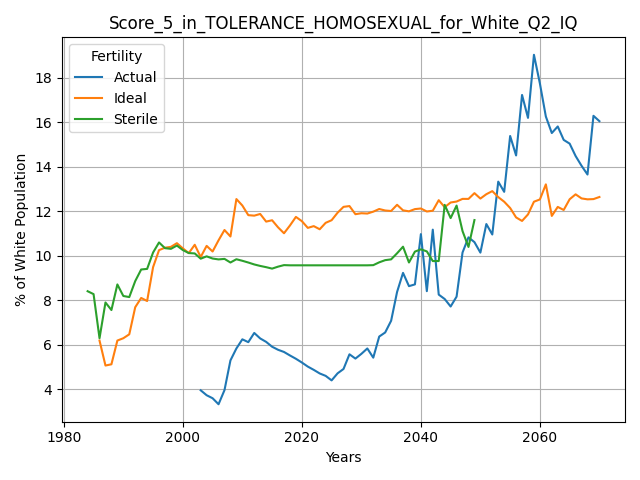 Score_5_in_TOLERANCE_HOMOSEXUAL_for_White_Q2_IQ
Fertility
Actual
Ideal
Sterile
% of White Population
18
16
14
12
10
8
6
4
1980 2000 2020 2040 2060
Years